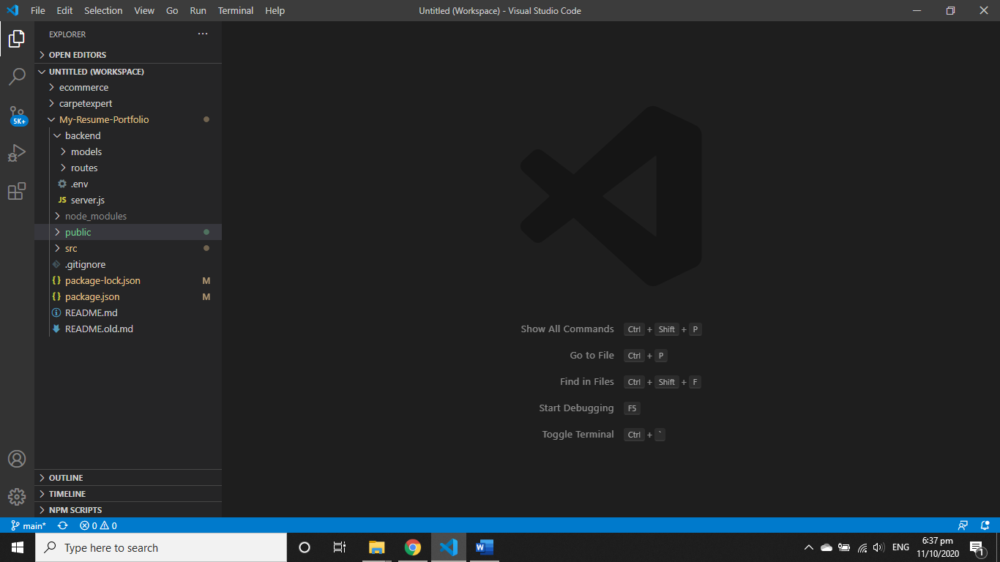 File Edit Selection View Go Run Terminal Help
Untitled (Workspace) - Visual Studio Code
EXPLORER
OPEN EDITORS
UNTITLED (WORKSPACE)
ecommerce
carpetexpert
My-Resume-Portfolio
5K+
backend
models
routes
.env
JS server.js
node_modules
public
src
.gitignore
{} package-lock.json M
{} package.json M
README.md
README.old.md
Show All Commands Ctrl + Shift + P
Go to File Ctrl + P
Find in Files Ctrl + Shift + F
Start Debugging F5
Toggle Terminal Ctrl + `
OUTLINE
TIMELINE
NPM SCRIPTS
main* 0 0
Type here to search
W
ENG
6:37 pm
11/10/2020
1